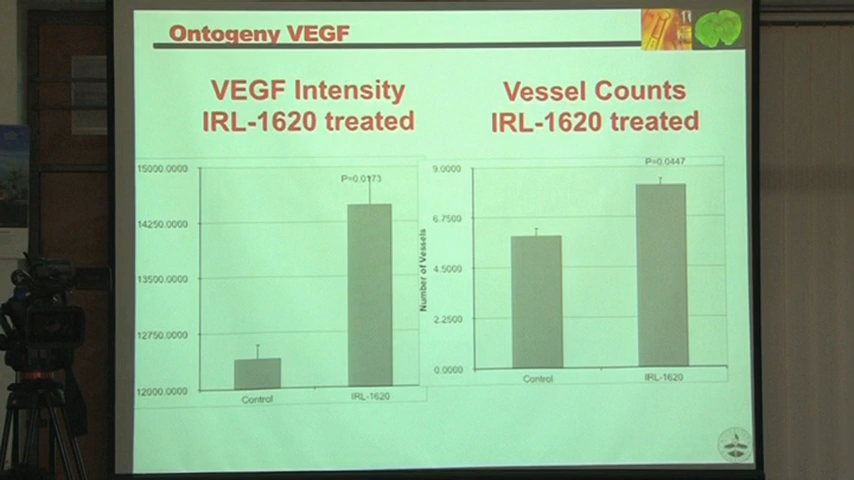 Ontogeny VEGF
VEGF Intensity
IRL-1620 treated
Vessel Counts
IRL-1620 treated
15000.0000
14250.0000
13500.0000
12750.0000
12000.0000
P=0.0173
Control
IRL-1620
Number of Vessels
9.0000
6.7500
4.5000
2.2500
0.0000
P=0.0447
Control
IRL-1620